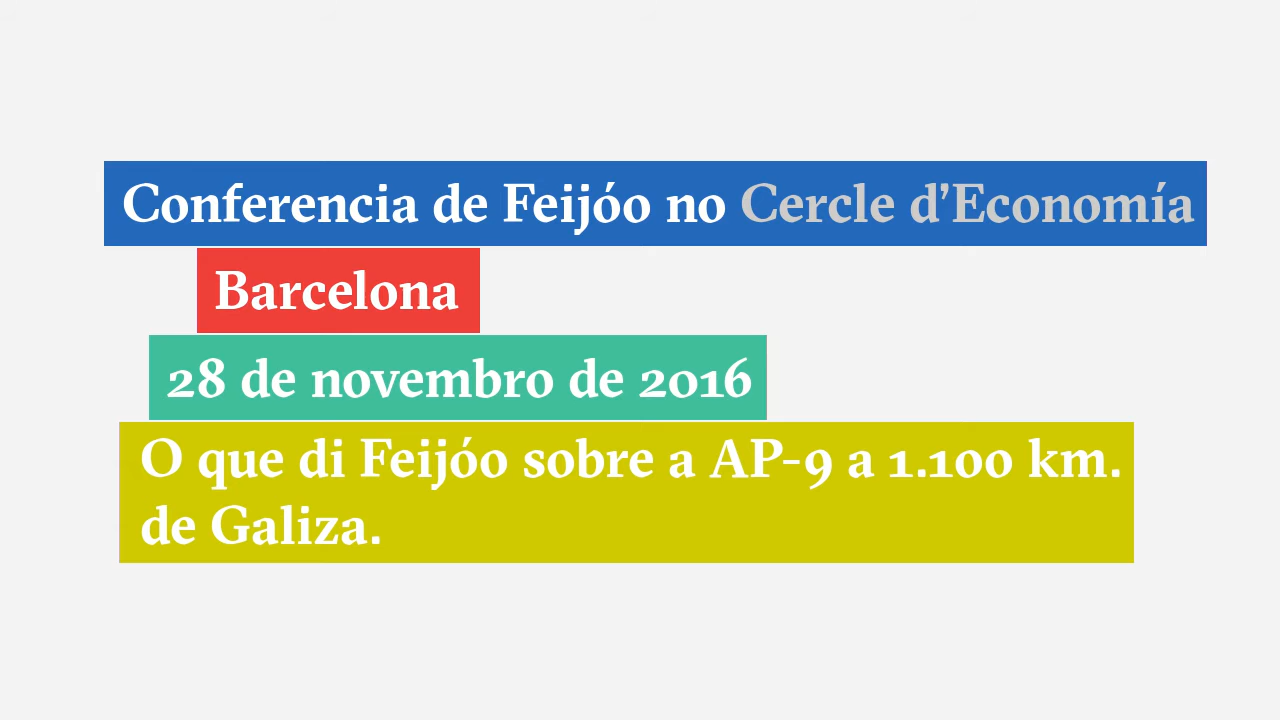 Conferencia de Feijóo no Cercle d'Economía
Barcelona
28 de novembro de 2016
O que di Feijóo sobre a AP-9 a 1.100 km.
de Galiza.